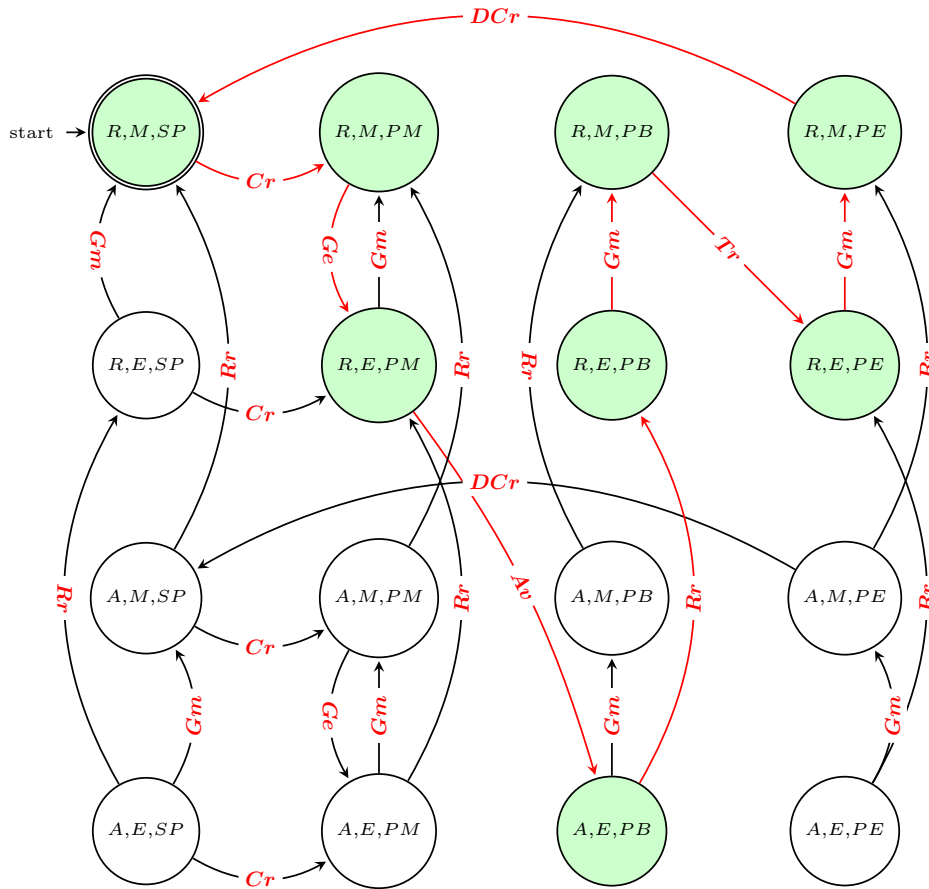 DCr
start
R,M,SP
R,M,PM
R,M,PB
R,M,PE
Cr
Gm
Ge
Gm
Gm
Tr
Gm
R,E,SP
R,E,PM
R,E,PB
R,E,PE
Rr
Rr
Rr
Rr
Cr
DCr
A,M,SP
A,M,PM
A,M,PB
A,M,PE
Rr
Rr
Av
Rr
Rr
Cr
Gm
Ge
Gm
Gm
Gm
A,E,SP
A,E,PM
A,E,PB
A,E,PE
Cr